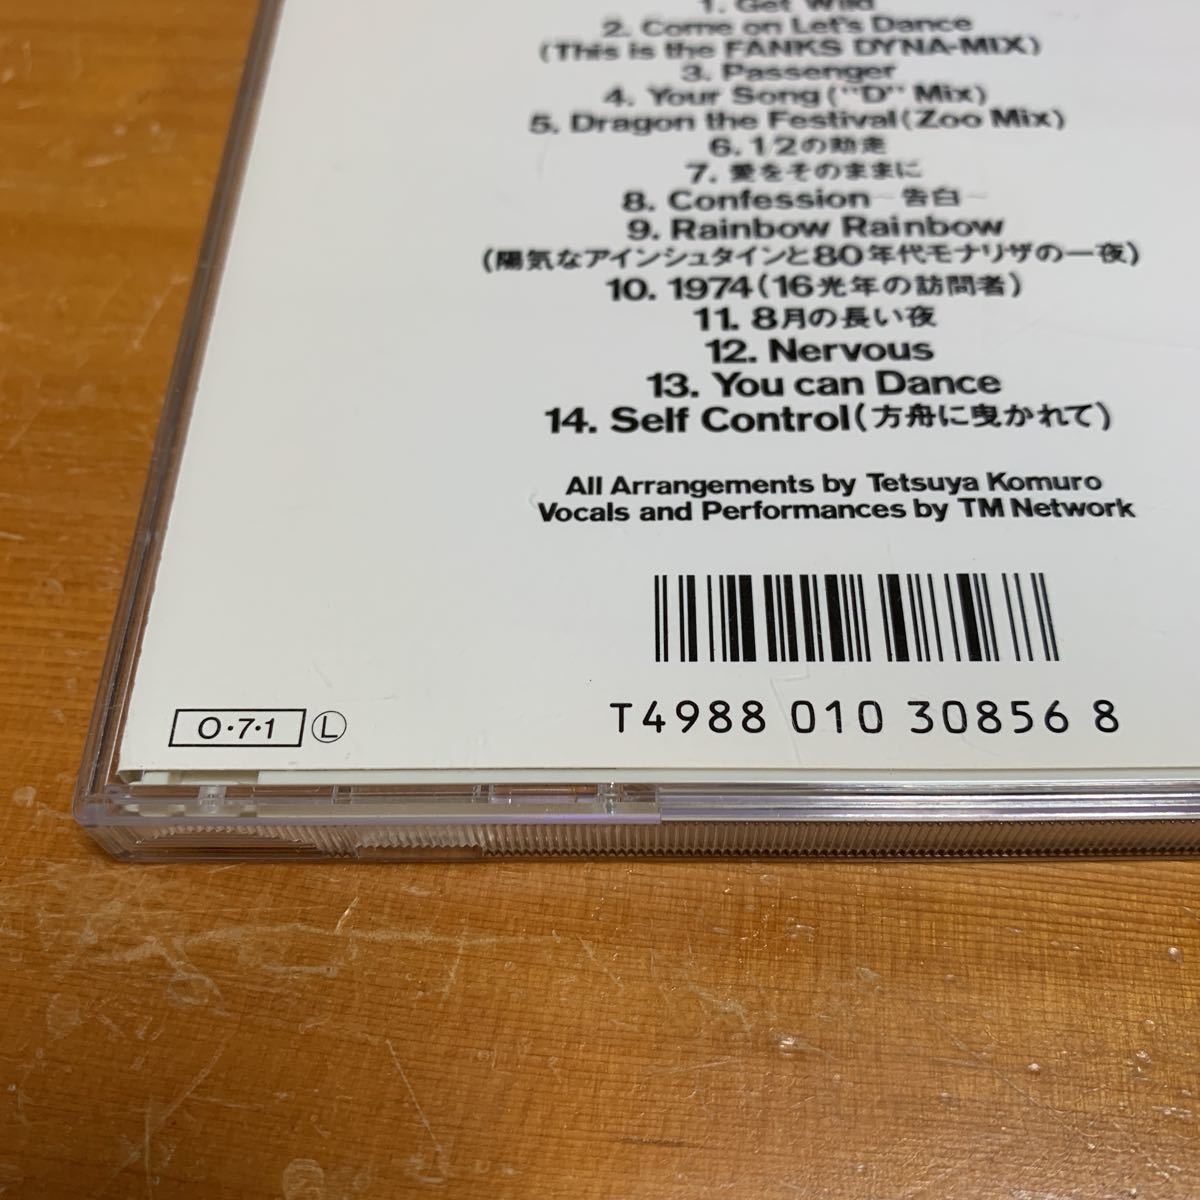 1. Get Wild
2. Come on Let's Dance
(This is the FANKS DYNA-MIX)
3. Passenger
4. Your Song ("D" Mix)
5. Dragon the Festival (Zoo Mix)
6. 1/2の助走
7. 愛をそのままに
8. Confession～告白～
9. Rainbow Rainbow
(陽気なアインシュタインと80年代モナリザの一夜)
10. 1974 (16光年の訪問者)
11. 8月の長い夜
12. Nervous
13. You can Dance
14. Self Control (方舟に曳かれて)
All Arrangements by Tetsuya Komuro
Vocals and Performances by TM Network
T4988 010 30856 8
O・7・1 Ⓛ